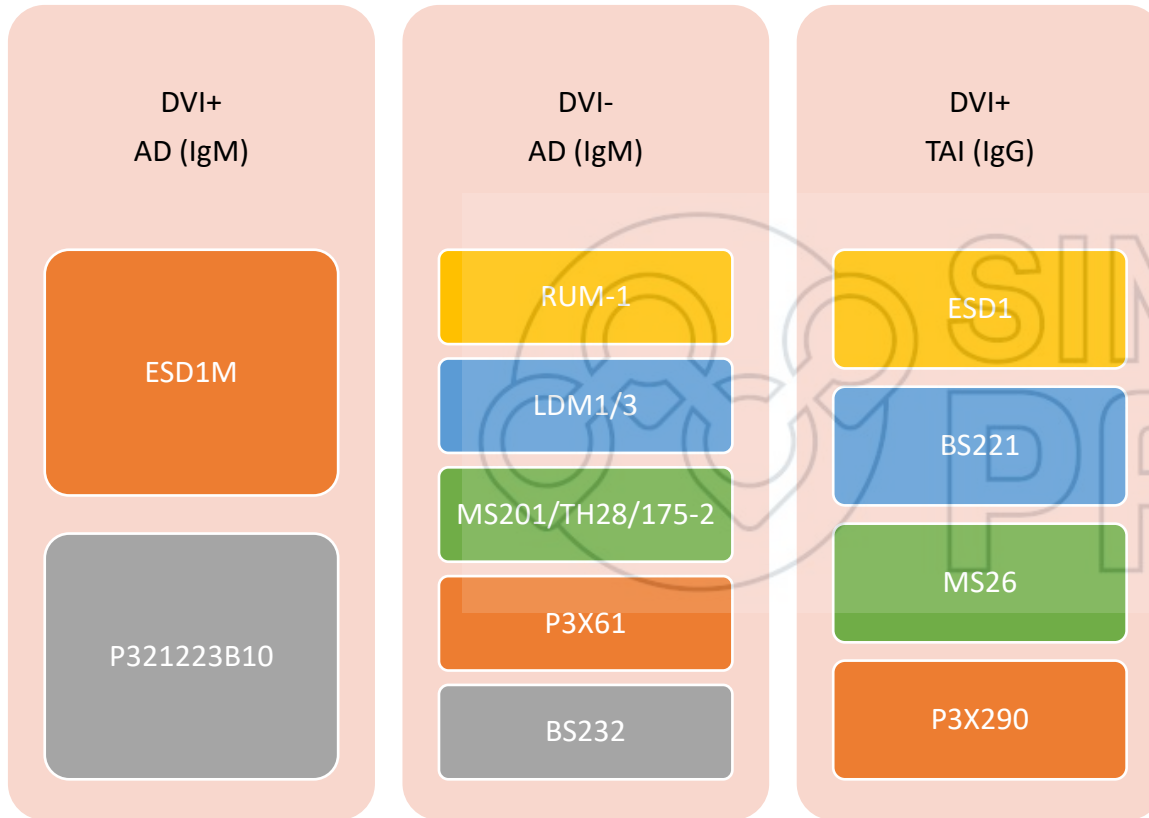 DVI+
AD (IgM)
ESD1M
P321223B10
DVI-
AD (IgM)
RUM-1
LDM1/3
MS201/TH28/175-2
P3X61
BS232
DVI+
TAI (IgG)
ESD1
BS221
MS26
P3X290